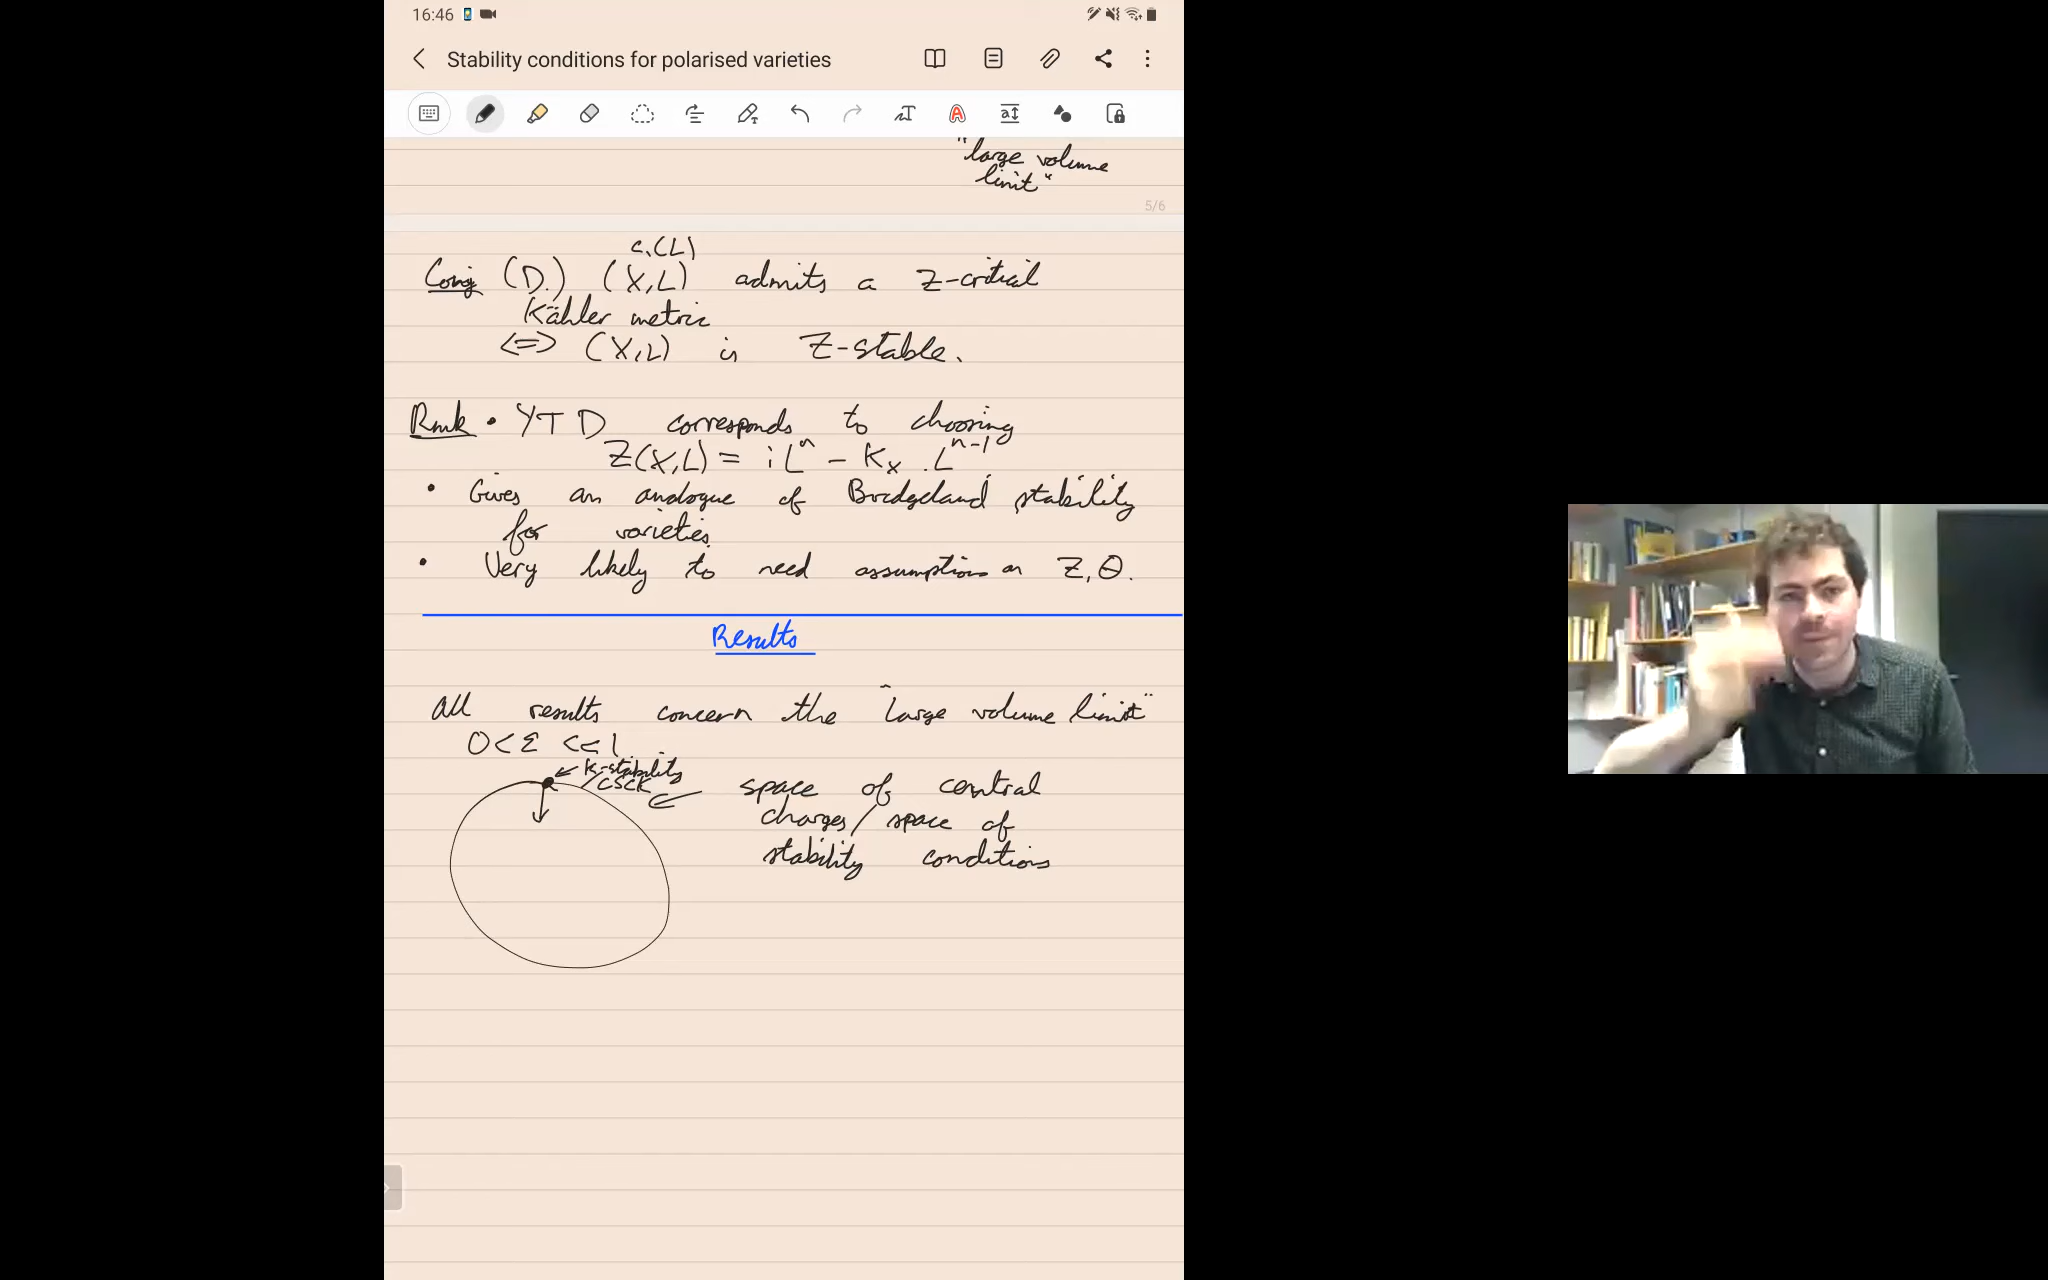 16:46
Stability conditions for polarised varieties
"large volume
limit"
5/6
c₁(L)
Conj (D.) (X,L) admits a Z-critical
Kähler metric
<=> (X,L) is Z-stable.
Rmk • YTD corresponds to choosing
Z(X,L) = iLⁿ - K_X . Lⁿ⁻¹
• Gives an analogue of Bridgeland stability
for varieties.
• Very likely to need assumptions on Z, Θ.
Results
All results concern the "large volume limit"
0 < ε << 1
K-stability
/cscK
space of central
charges/space of
stability conditions